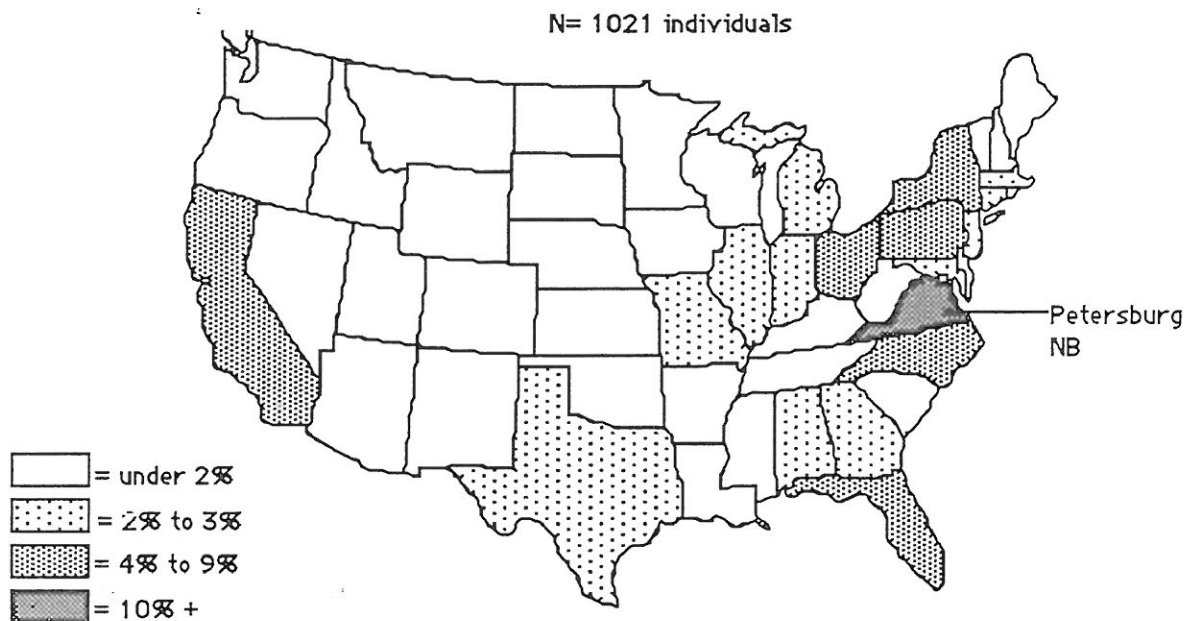 N= 1021 individuals
Petersburg
NB
= under 2%
= 2% to 3%
= 4% to 9%
= 10% +